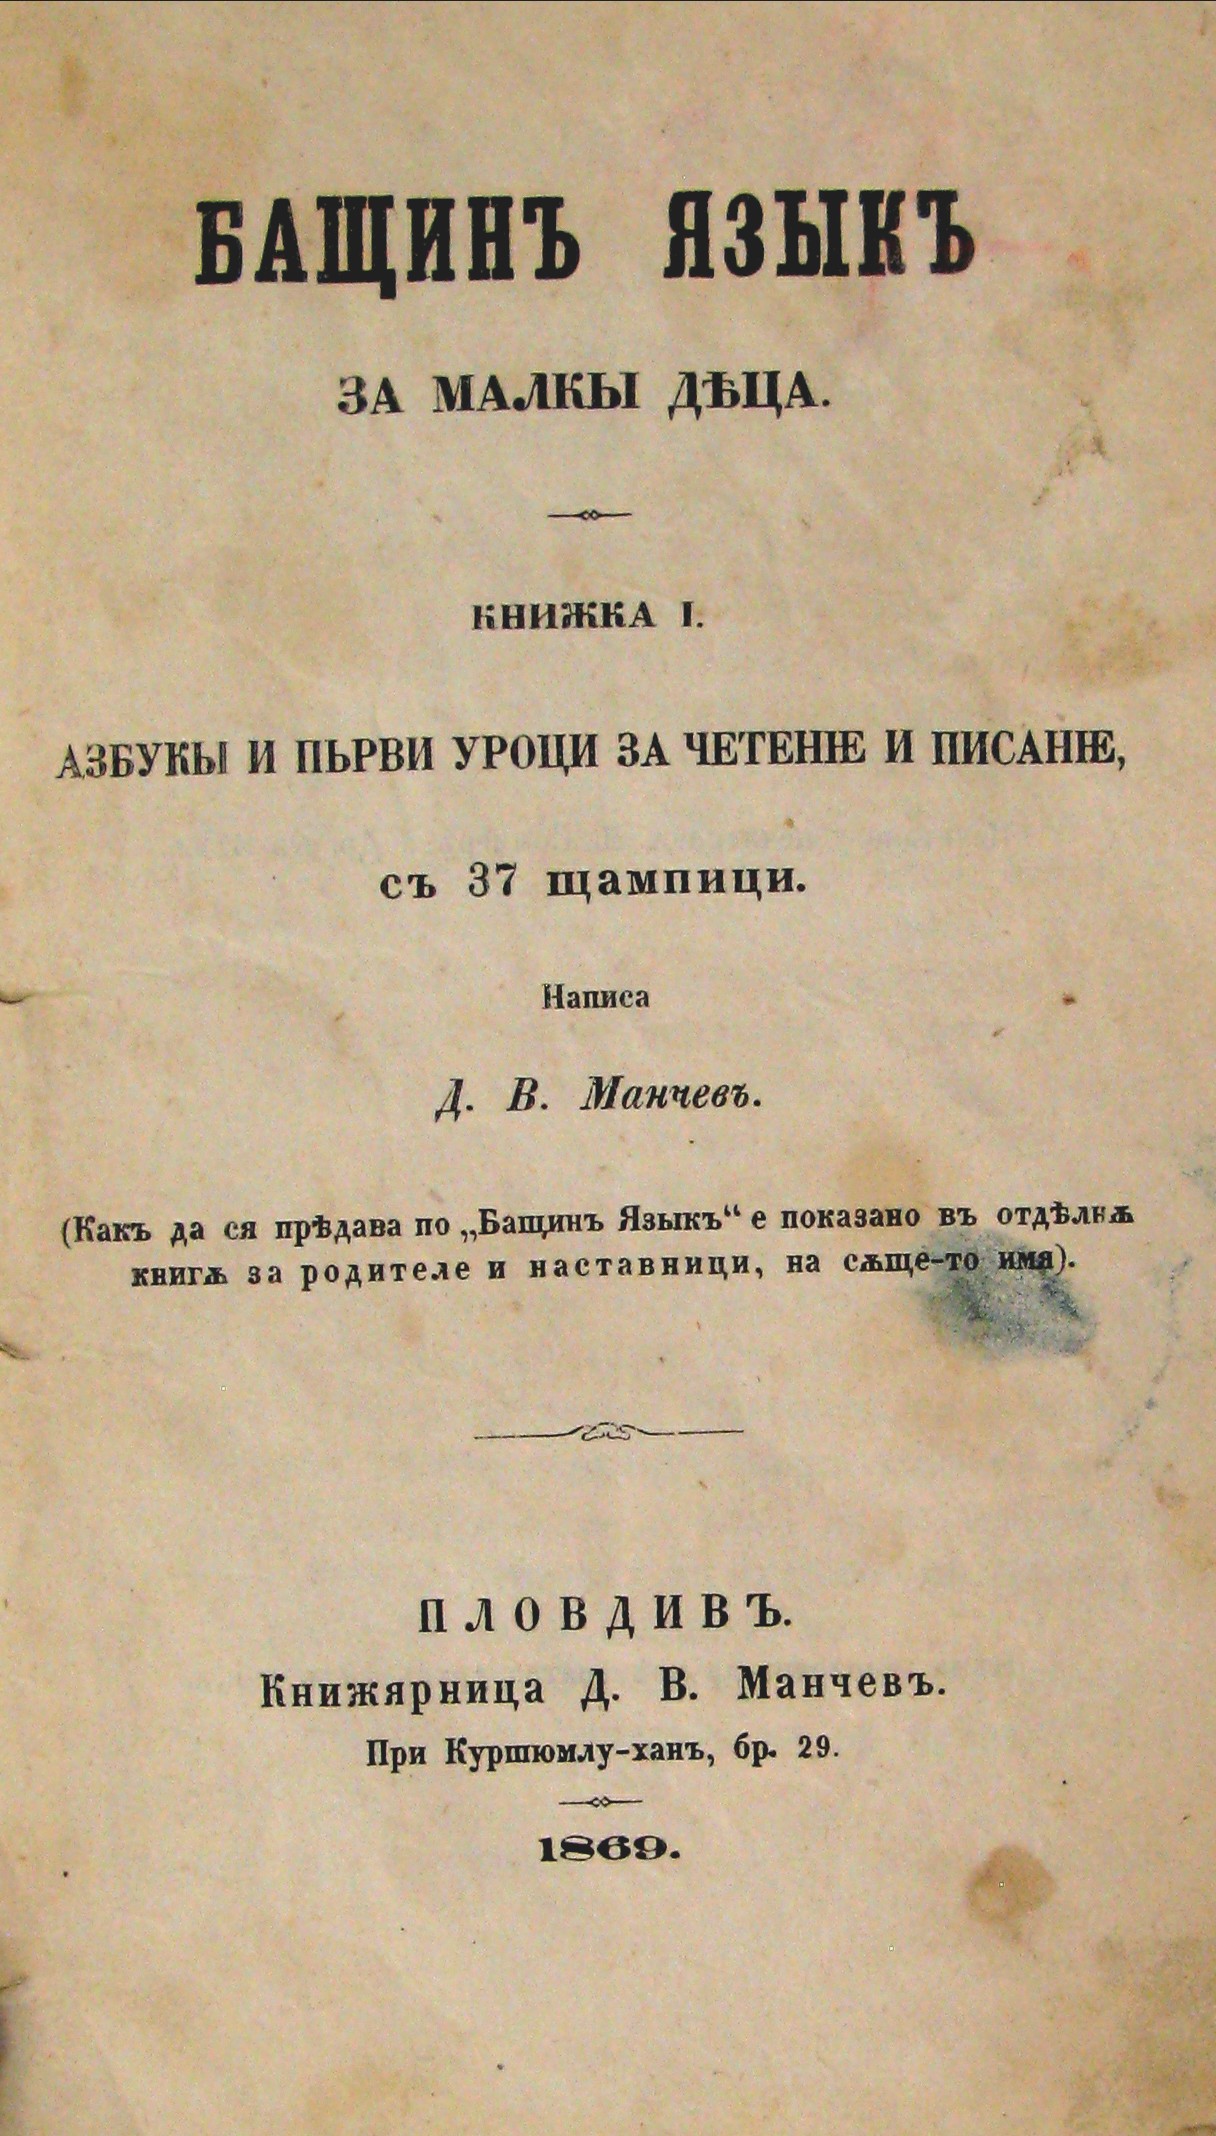 БАЩИНЪ ЯЗЫКЪ
ЗА МАЛКЫ ДѢЦА.
КНИЖКА I.
АЗБУКЫ И ПЬРВИ УРОЦИ ЗА ЧЕТЕНІѤ И ПИСАНІѤ,
съ 37 щампици.
Написа
Д. В. Манчевъ.
(Какъ да ся прѣдава по „Бащинъ Языкъ“ е показано въ отдѣлнѫ
книгѫ за родителе и наставници, на сѫще-то имя).
ПЛОВДИВЪ.
Книжярница Д. В. Манчевъ.
При Куршюмлу-ханъ, бр. 29.
1869.